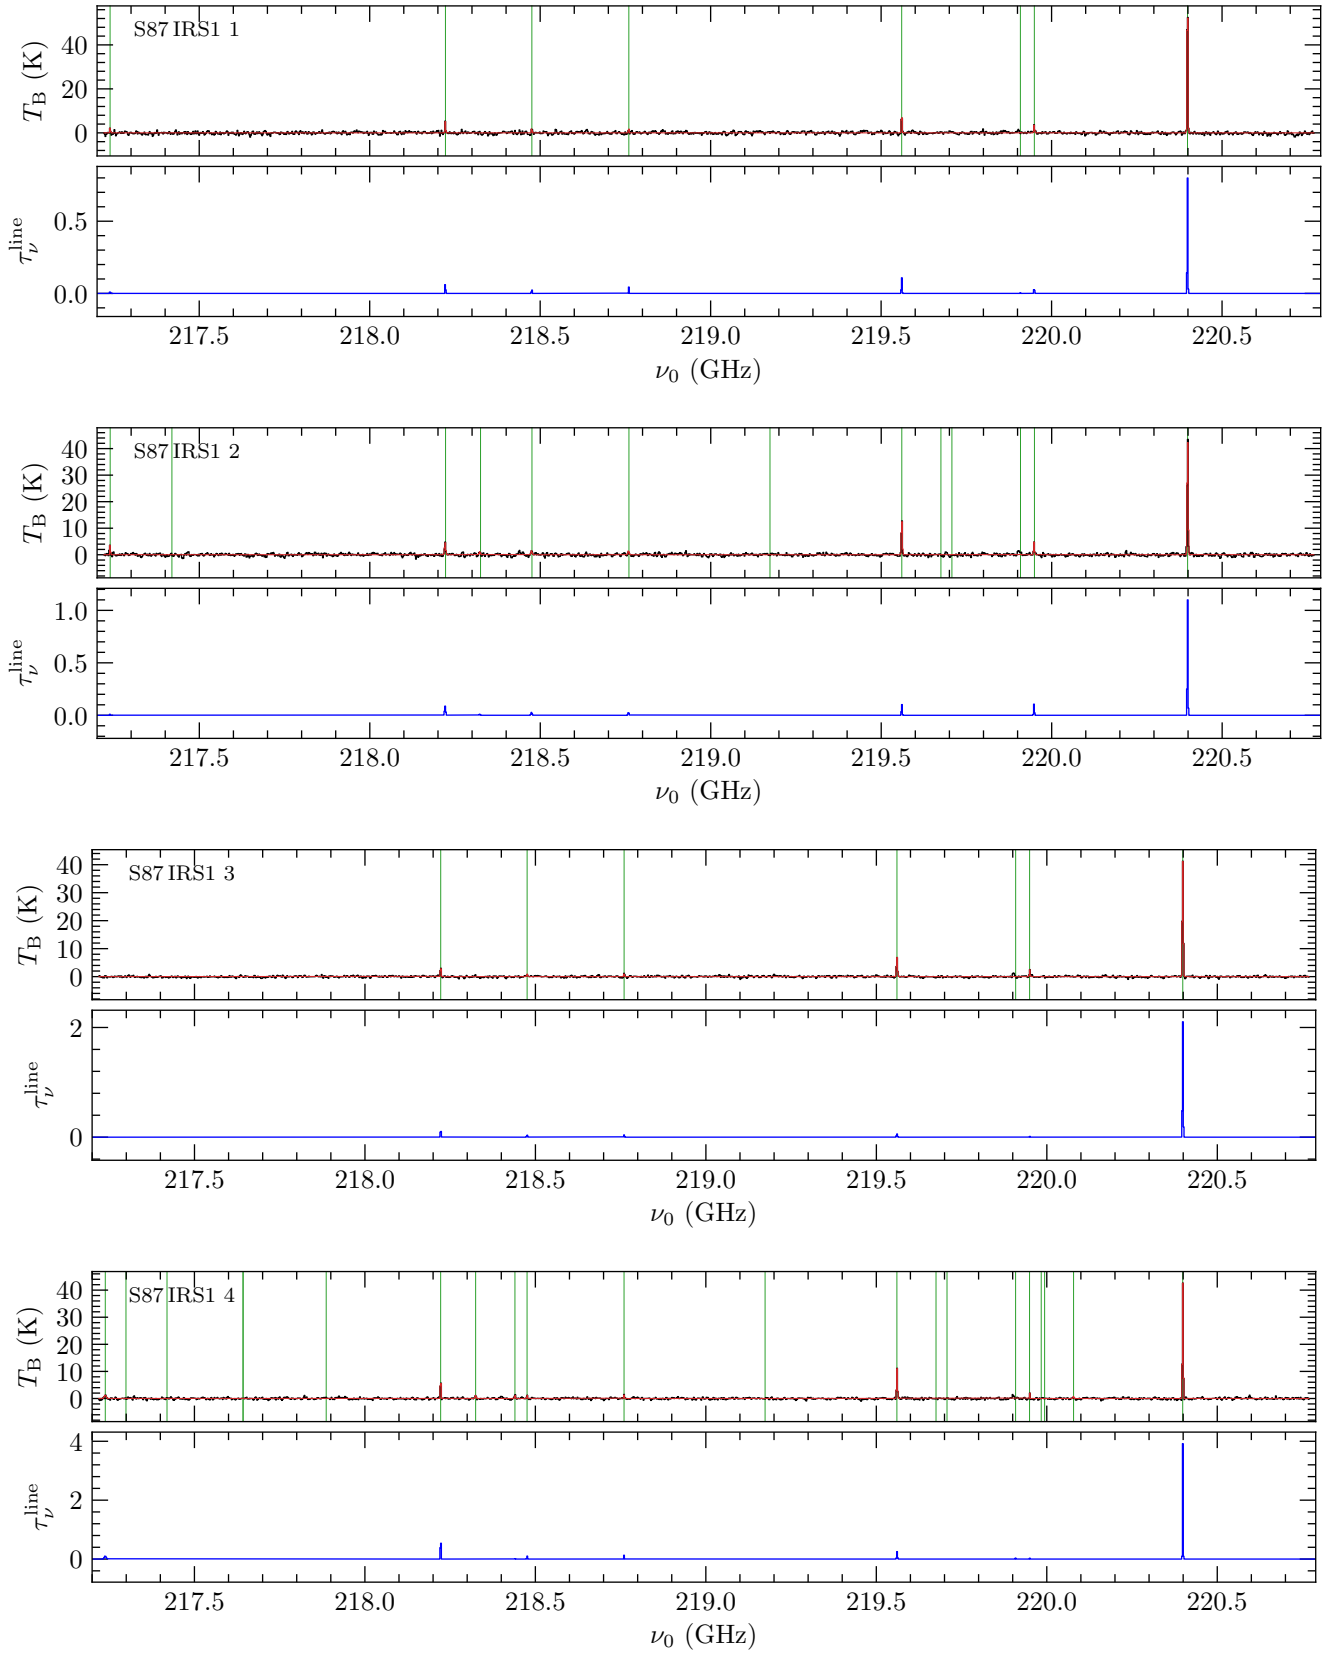 S87 IRS1 1
T_B (K)
40
20
0
τ_ν^line
0.5
0.0
217.5 218.0 218.5 219.0 219.5 220.0 220.5
ν_0 (GHz)
S87 IRS1 2
T_B (K)
40
30
20
10
0
τ_ν^line
1.0
0.5
0.0
217.5 218.0 218.5 219.0 219.5 220.0 220.5
ν_0 (GHz)
S87 IRS1 3
T_B (K)
40
30
20
10
0
τ_ν^line
2
0
217.5 218.0 218.5 219.0 219.5 220.0 220.5
ν_0 (GHz)
S87 IRS1 4
T_B (K)
40
30
20
10
0
τ_ν^line
4
2
0
217.5 218.0 218.5 219.0 219.5 220.0 220.5
ν_0 (GHz)